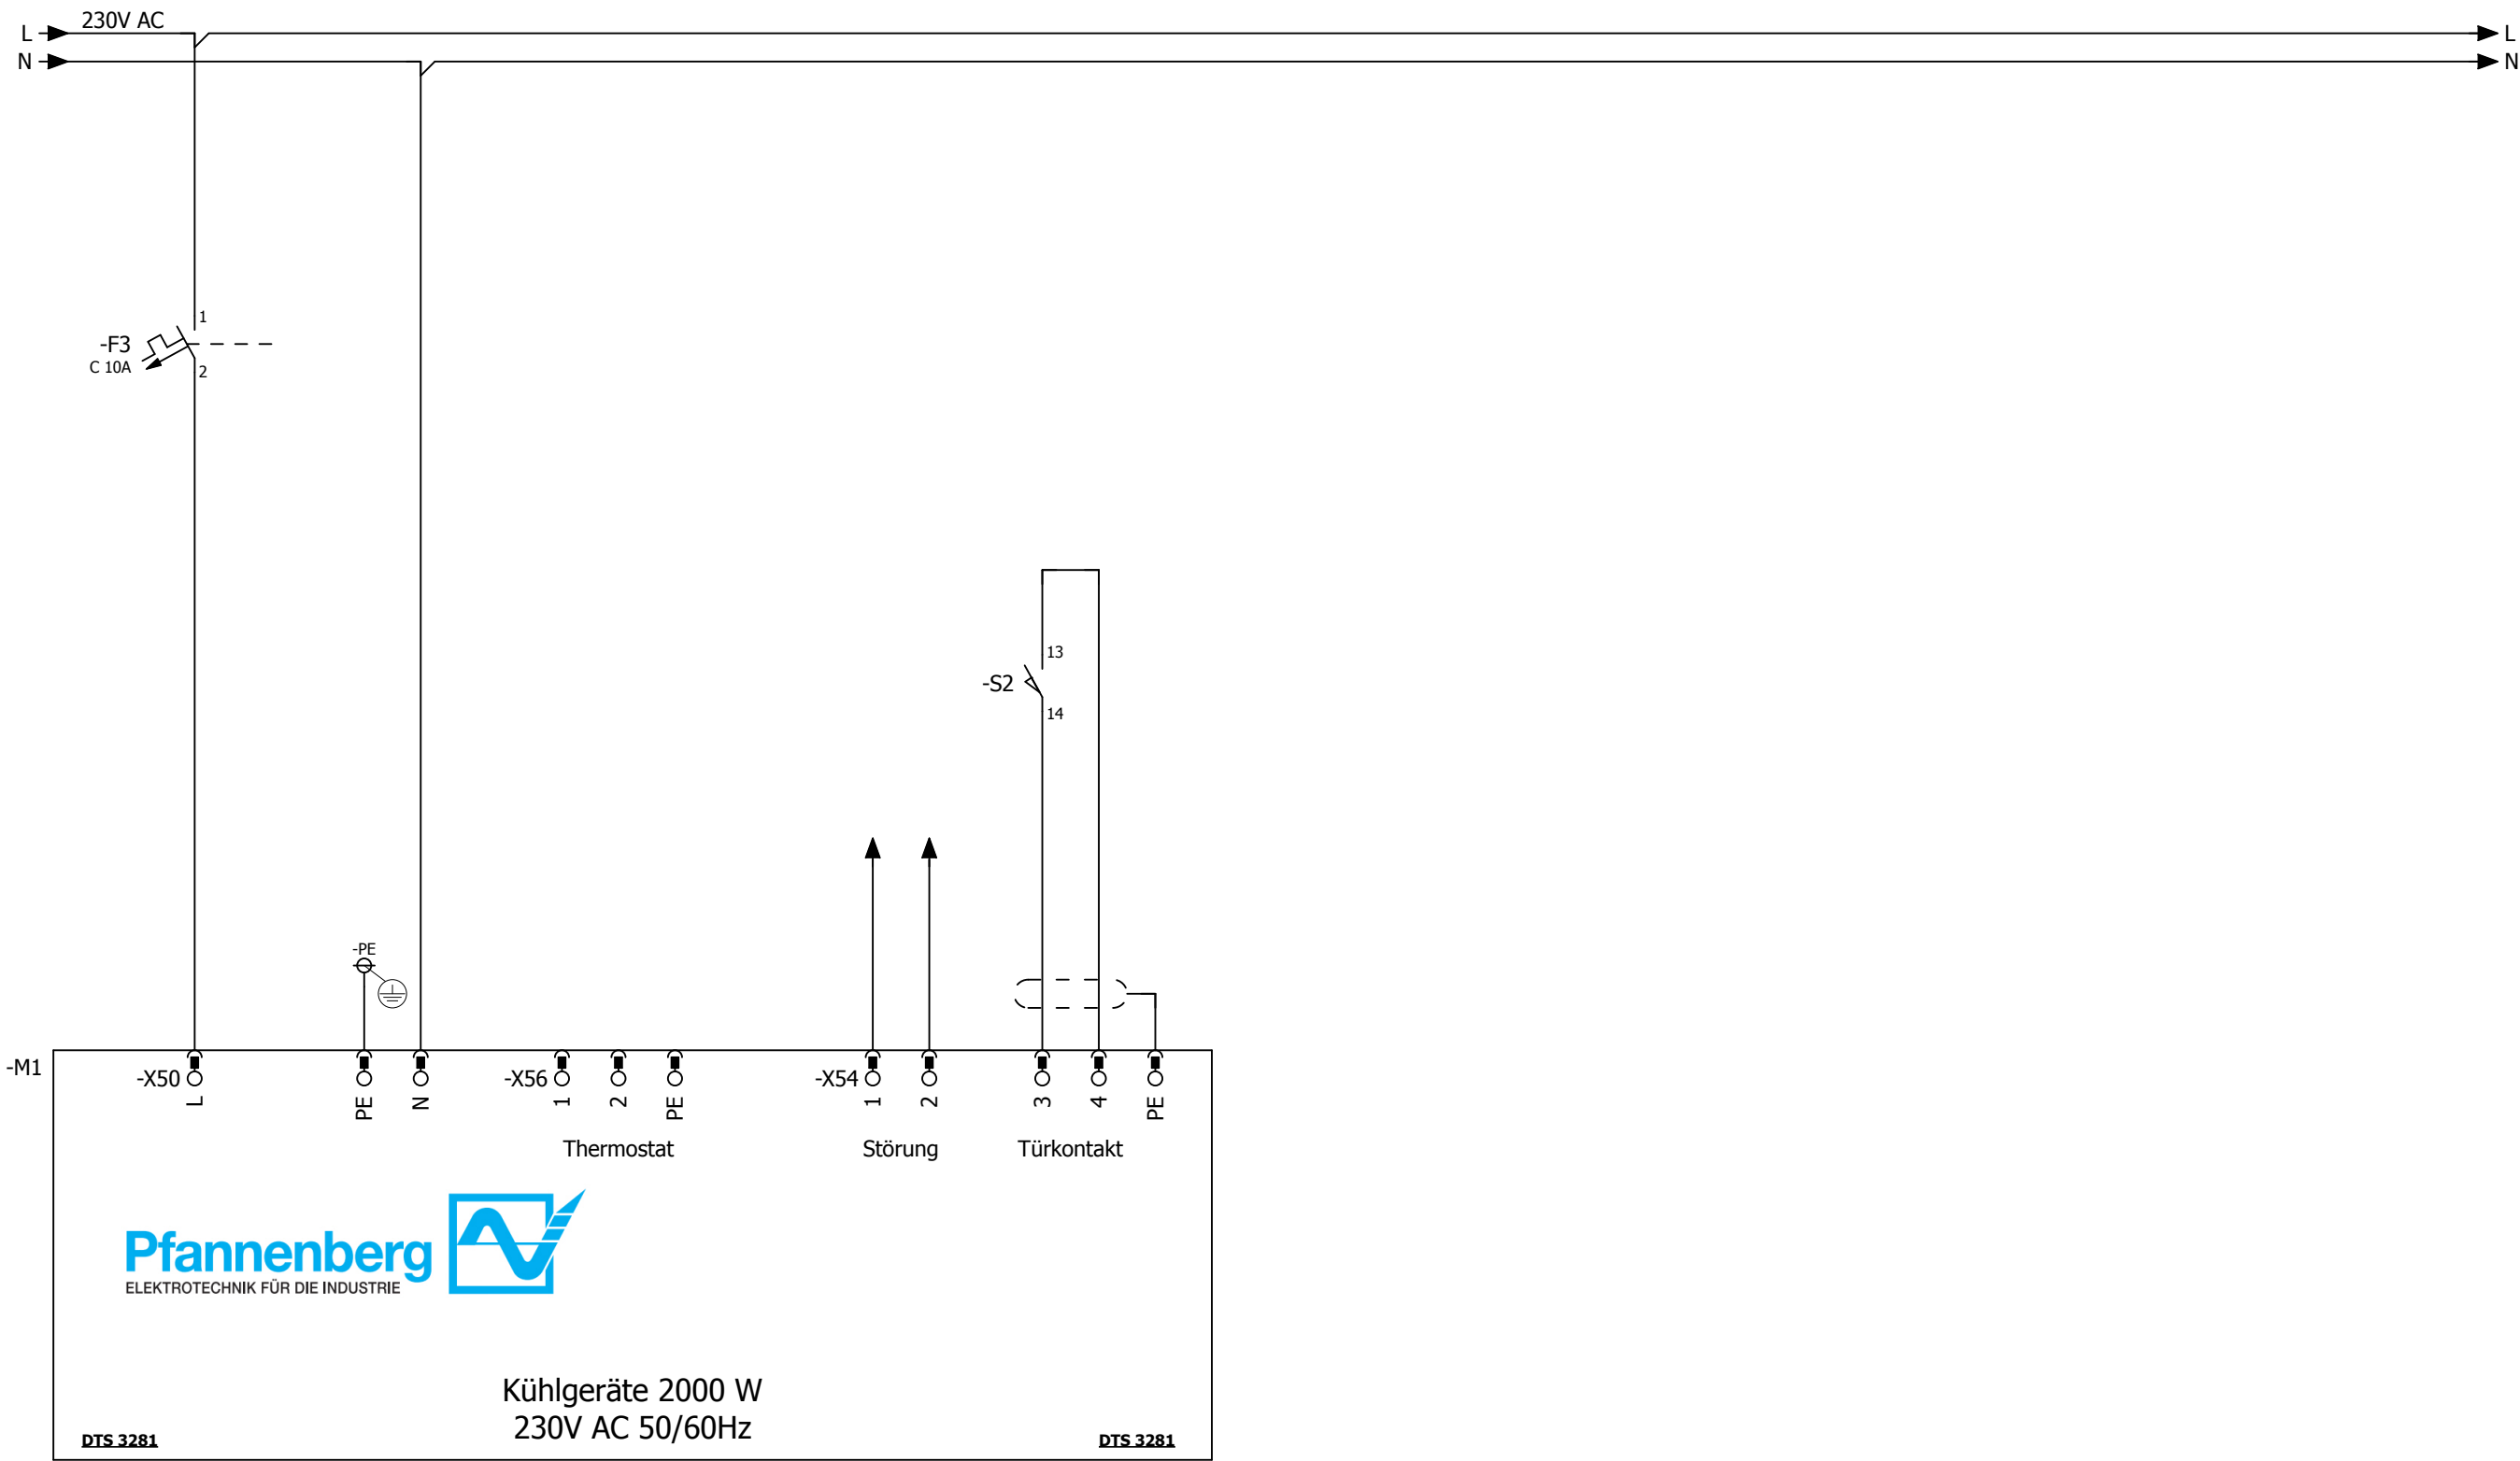 230V AC
L
L
N
N
1
-F3
C 10A
2
13
-S2
14
-PE
-M1
-X50
-X56
-X54
L
PE
N
1
2
PE
1
2
3
4
PE
Thermostat
Störung
Türkontakt
Pfannenberg
ELEKTROTECHNIK FÜR DIE INDUSTRIE
Kühlgeräte 2000 W
230V AC 50/60Hz
DTS 3281
DTS 3281